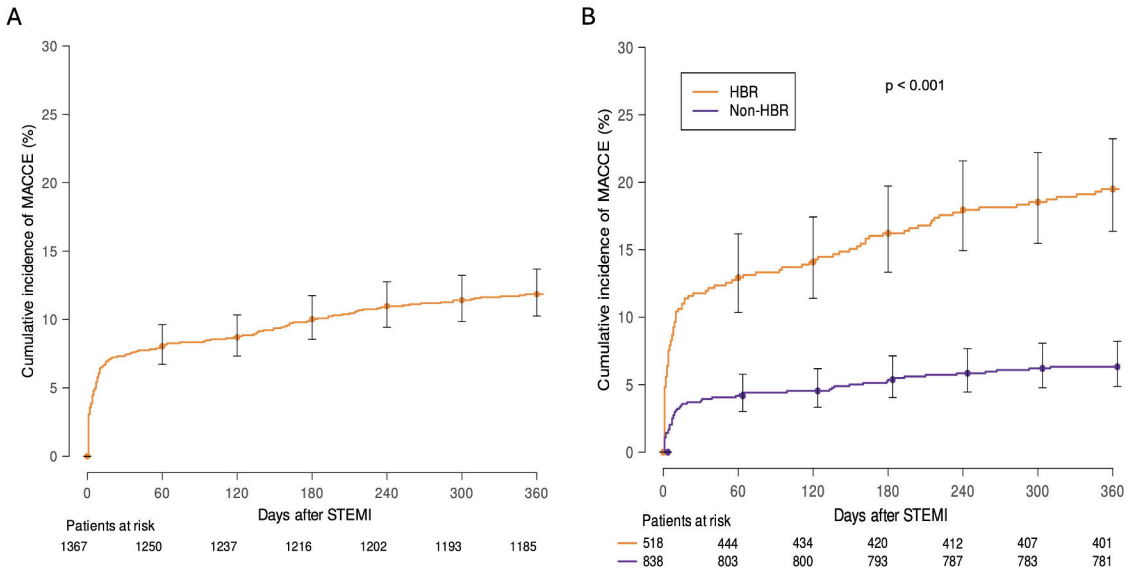 A
30
25
20
15
10
5
0
Cumulative incidence of MACCE (%)
0 60 120 180 240 300 360
Days after STEMI
Patients at risk
1367 1250 1237 1216 1202 1193 1185
B
30
25
20
15
10
5
0
Cumulative incidence of MACCE (%)
HBR
Non-HBR
p < 0.001
0 60 120 180 240 300 360
Days after STEMI
Patients at risk
518 444 434 420 412 407 401
838 803 800 793 787 783 781